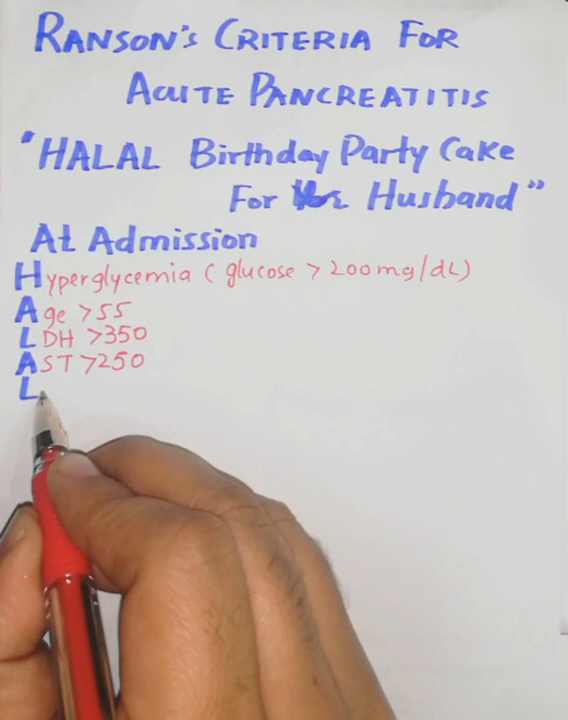 RANSON'S CRITERIA FOR
ACUTE PANCREATITIS
"HALAL Birthday Party Cake
For Husband"
At Admission
Hyperglycemia ( glucose > 200mg/dL)
Age >55
LDH >350
AST >250
L